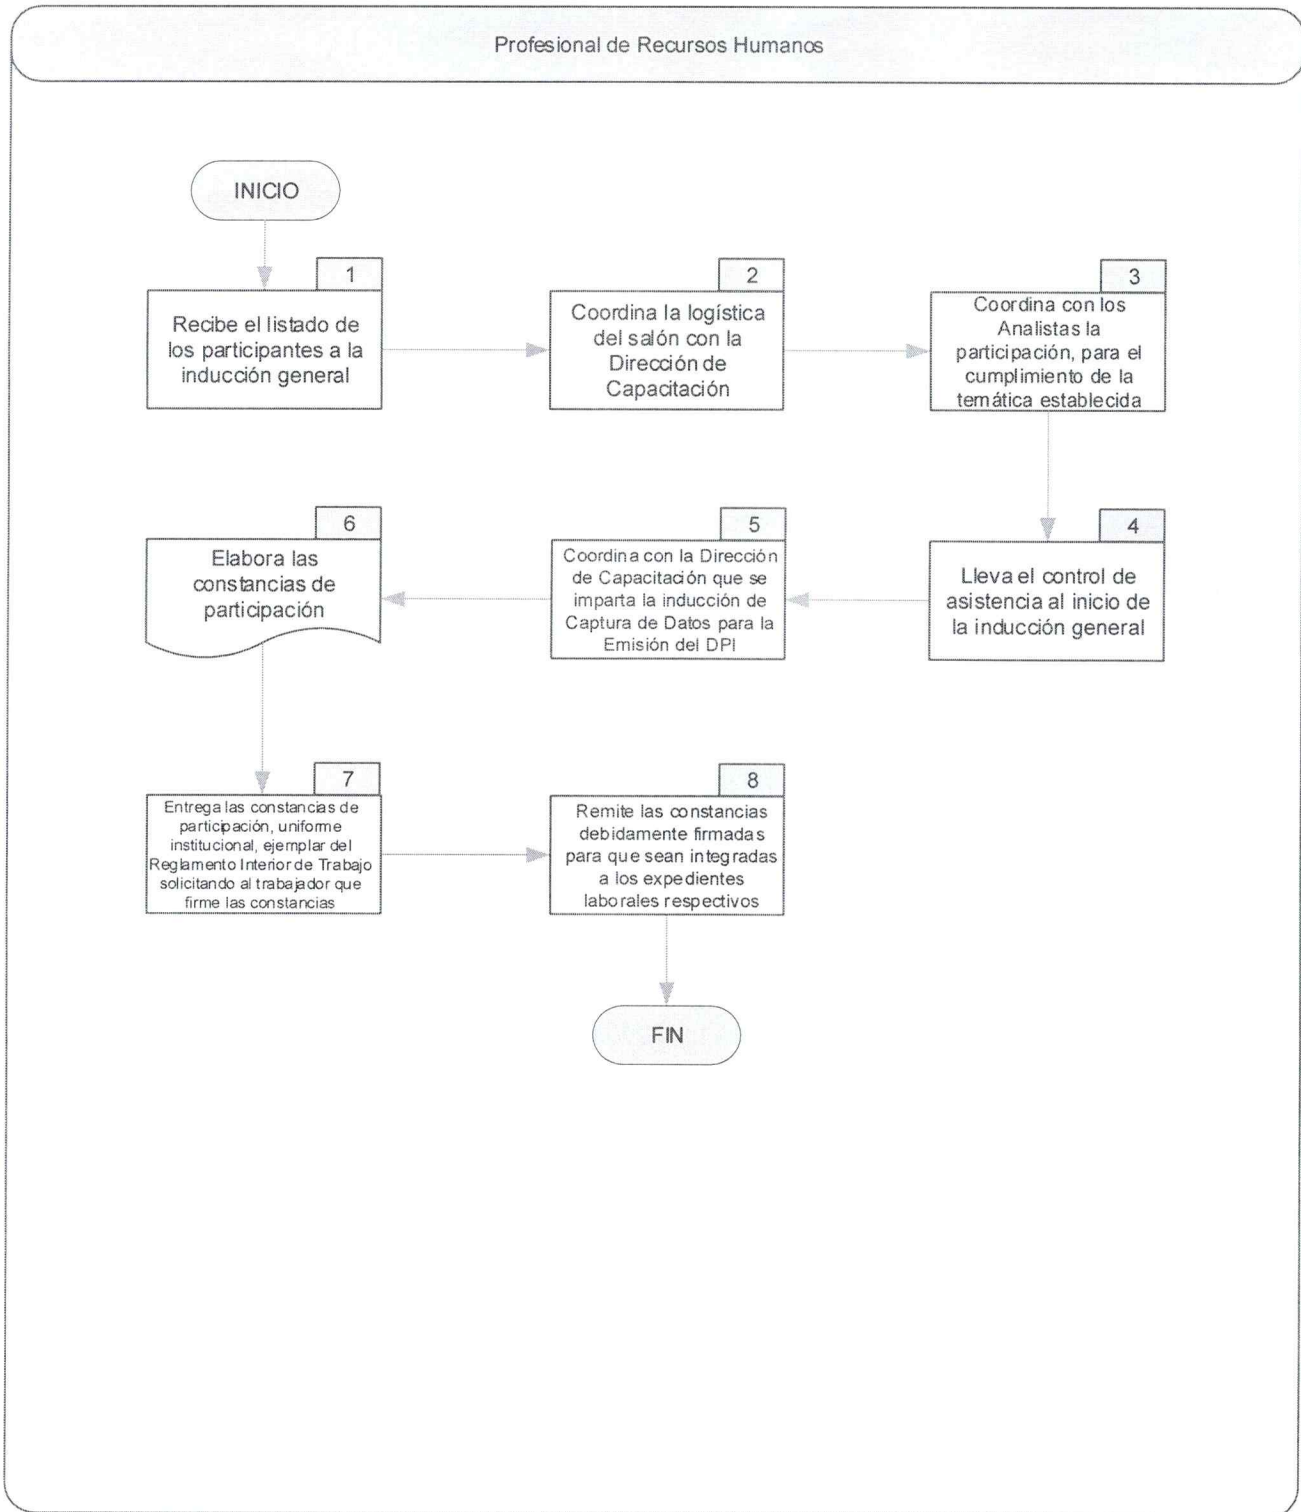 Profesional de Recursos Humanos
INICIO
1
Recibe el listado de
los participantes a la
inducción general
2
Coordina la logística
del salón con la
Dirección de
Capacitación
3
Coordina con los
Analistas la
participación, para el
cumplimiento de la
temática establecida
4
Lleva el control de
asistencia al inicio de
la inducción general
5
Coordina con la Dirección
de Capacitación que se
imparta la inducción de
Captura de Datos para la
Emisión del DPI
6
Elabora las
constancias de
participación
7
Entrega las constancias de
participación, uniforme
institucional, ejemplar del
Reglamento Interior de Trabajo
solicitando al trabajador que
firme las constancias
8
Remite las constancias
debidamente firmadas
para que sean integradas
a los expedientes
laborales respectivos
FIN